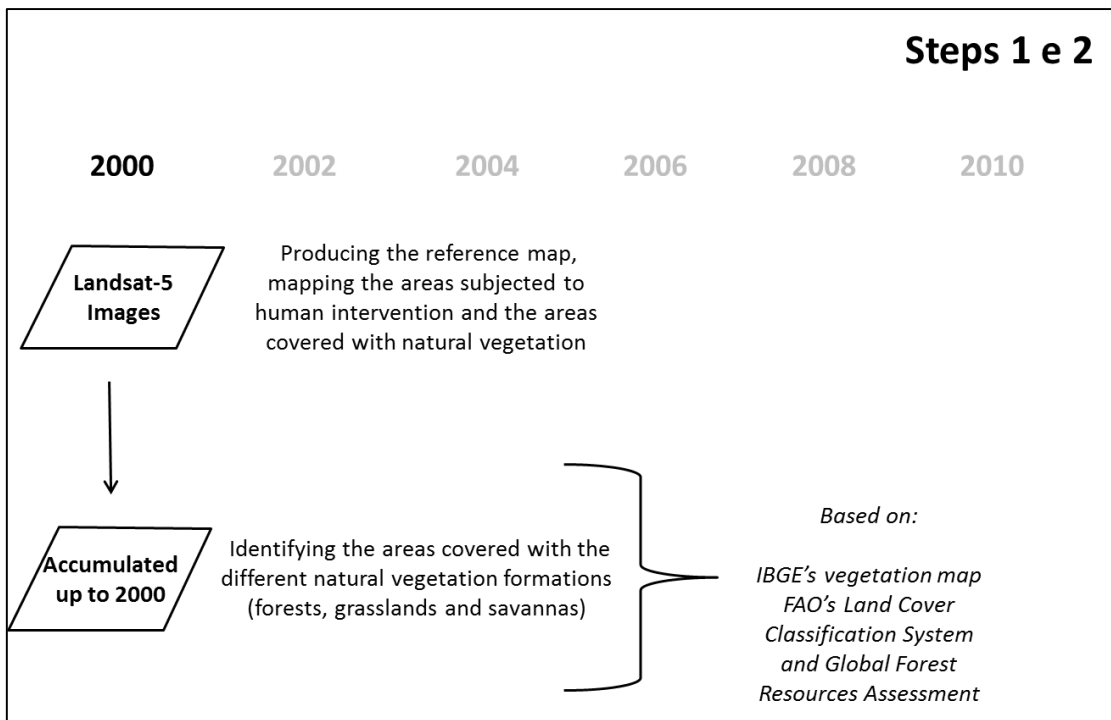 Steps 1 e 2
2000 2002 2004 2006 2008 2010
Landsat-5
Images
Producing the reference map,
mapping the areas subjected to
human intervention and the areas
covered with natural vegetation
Accumulated
up to 2000
Identifying the areas covered with the
different natural vegetation formations
(forests, grasslands and savannas)
Based on:
IBGE’s vegetation map
FAO’s Land Cover
Classification System
and Global Forest
Resources Assessment